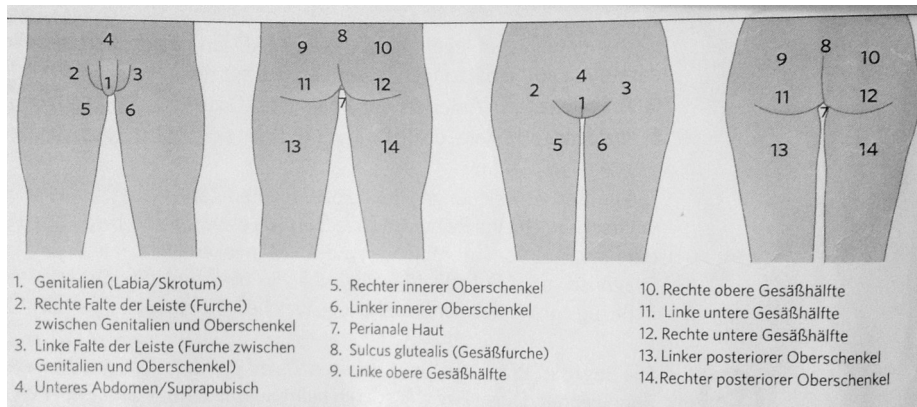 4
2
3
1
5
6
8
9
10
11
12
7
13
14
4
2
3
1
5
6
8
9
10
11
12
7
13
14
1. Genitalien (Labia/Skrotum)
2. Rechte Falte der Leiste (Furche)
zwischen Genitalien und Oberschenkel
3. Linke Falte der Leiste (Furche zwischen
Genitalien und Oberschenkel)
4. Unteres Abdomen/Suprapubisch
5. Rechter innerer Oberschenkel
6. Linker innerer Oberschenkel
7. Perianale Haut
8. Sulcus glutealis (Gesäßfurche)
9. Linke obere Gesäßhälfte
10. Rechte obere Gesäßhälfte
11. Linke untere Gesäßhälfte
12. Rechte untere Gesäßhälfte
13. Linker posteriorer Oberschenkel
14. Rechter posteriorer Oberschenkel